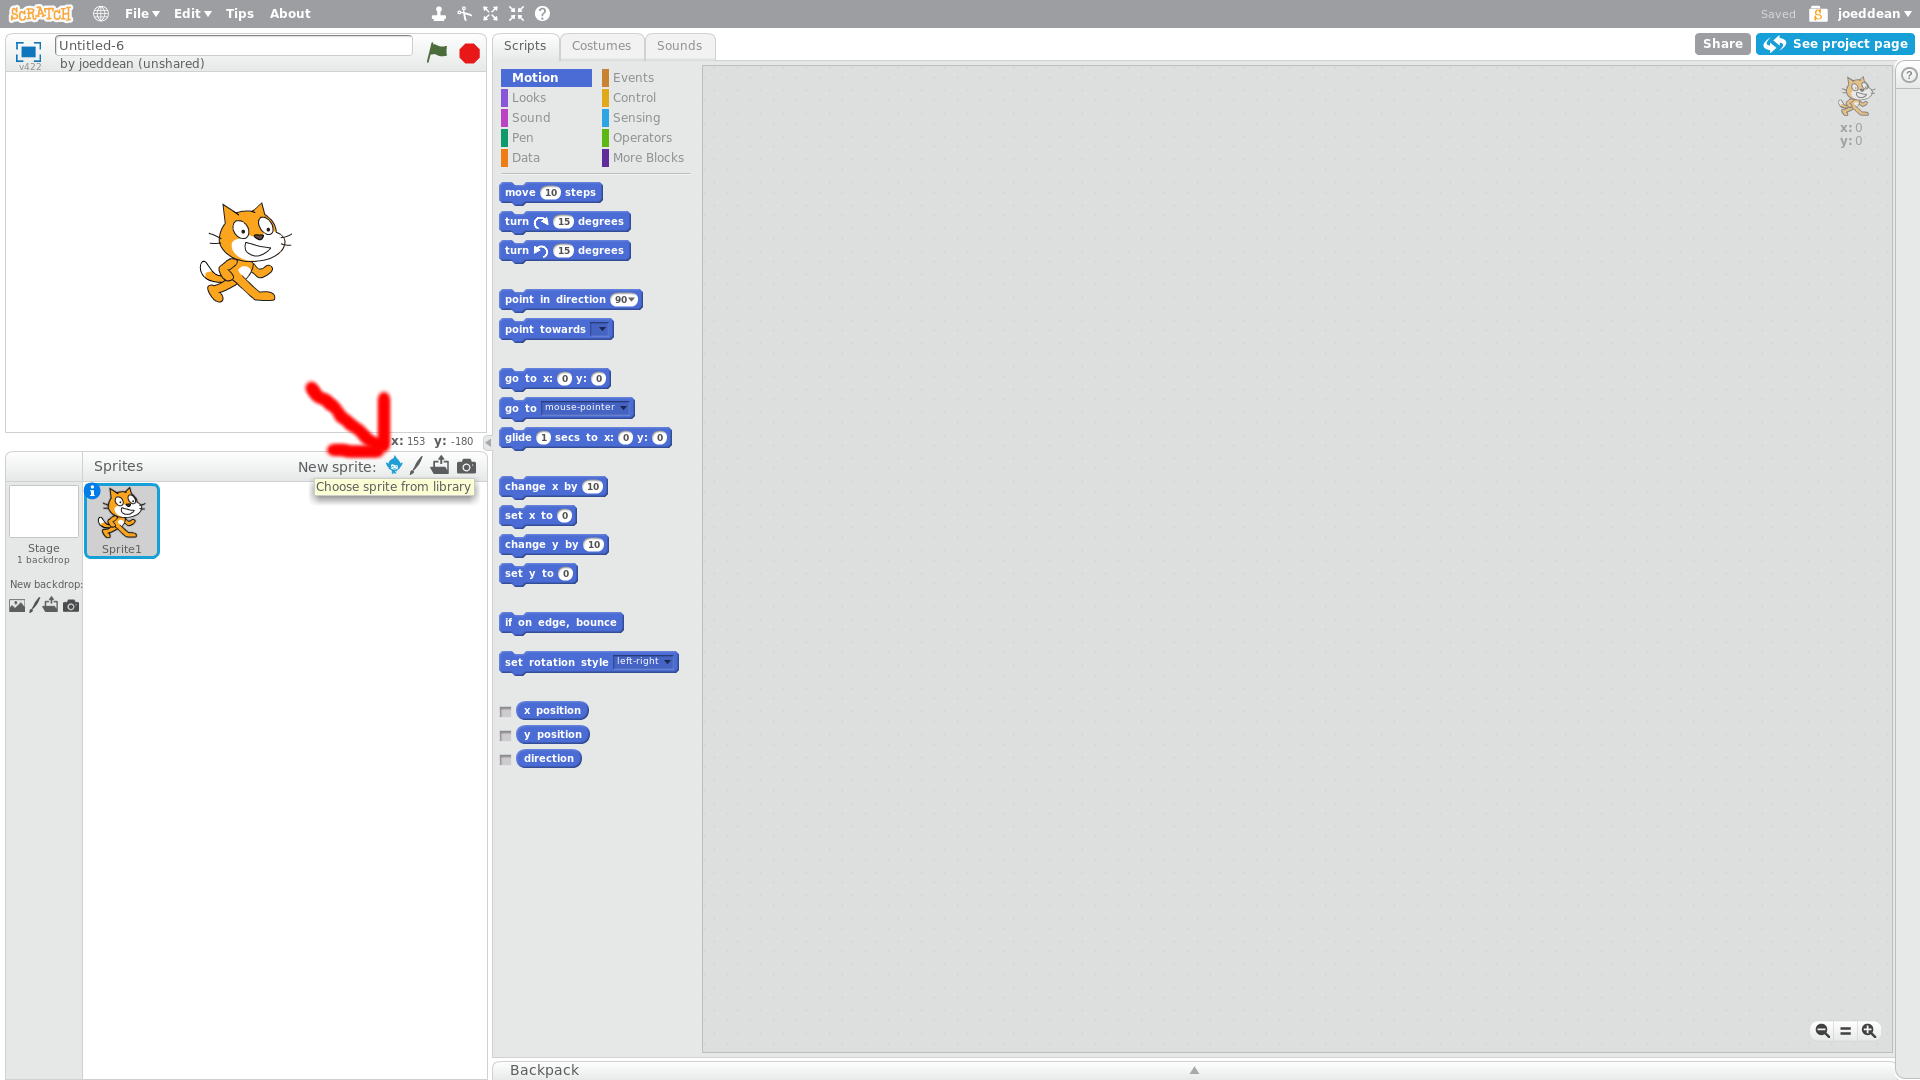 SCRATCH File Edit Tips About Saved joeddean
Untitled-6
by joeddean (unshared)
v422
Scripts Costumes Sounds
Share See project page
Motion Events
Looks Control
Sound Sensing
Pen Operators
Data More Blocks
x: 0
y: 0
move 10 steps
turn 15 degrees
turn 15 degrees
point in direction 90
point towards
go to x: 0 y: 0
go to mouse-pointer
glide 1 secs to x: 0 y: 0
change x by 10
set x to 0
change y by 10
set y to 0
if on edge, bounce
set rotation style left-right
x position
y position
direction
x: 153 y: -180
Sprites New sprite:
Choose sprite from library
Sprite1
Stage
1 backdrop
New backdrop:
Backpack